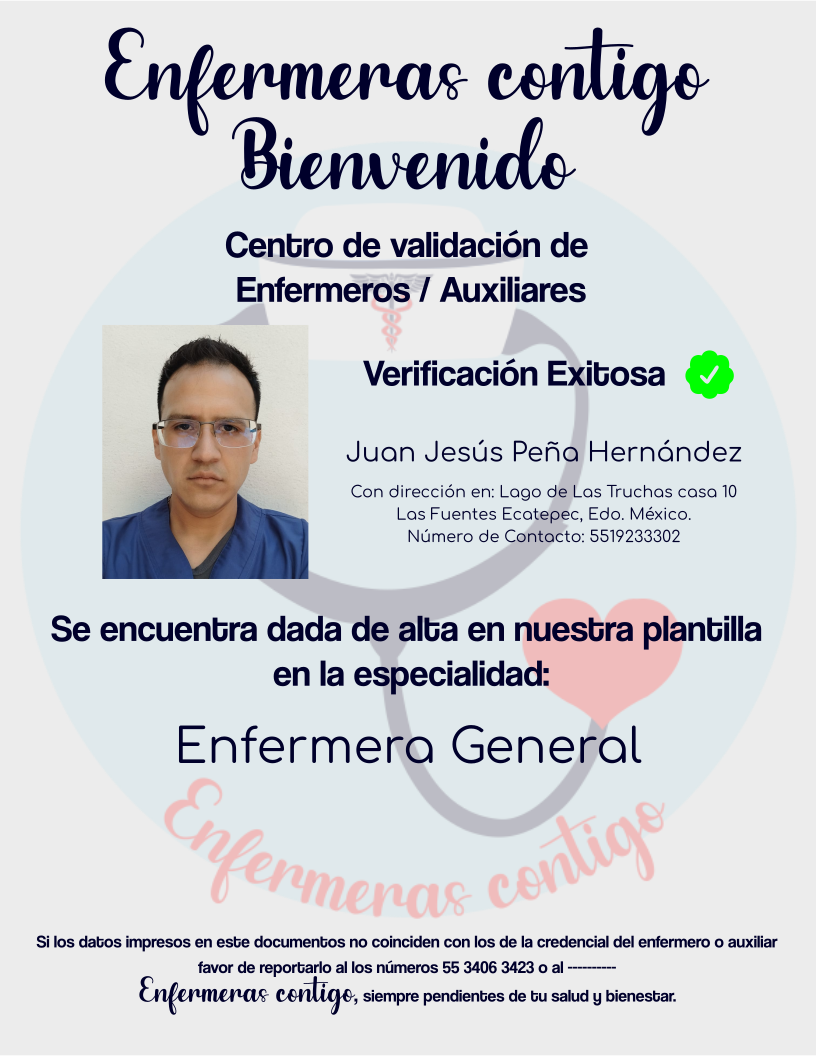 Enfermeras contigo
Bienvenido
Centro de validación de
Enfermeros / Auxiliares
Verificación Exitosa
Juan Jesús Peña Hernández
Con dirección en: Lago de Las Truchas casa 10
Las Fuentes Ecatepec, Edo. México.
Número de Contacto: 5519233302
Se encuentra dada de alta en nuestra plantilla
en la especialidad:
Enfermera General
Enfermeras contigo
Si los datos impresos en este documentos no coinciden con los de la credencial del enfermero o auxiliar
favor de reportarlo al los números 55 3406 3423 o al ----------
Enfermeras contigo, siempre pendientes de tu salud y bienestar.